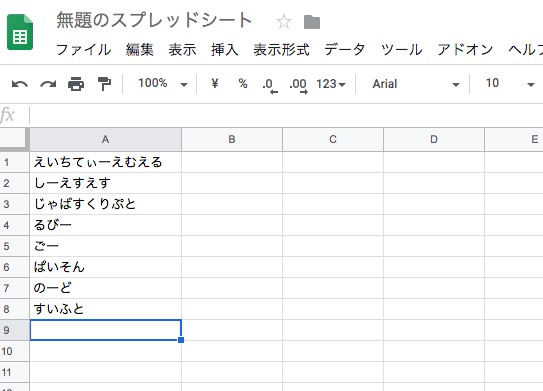 無題のスプレッドシート
ファイル 編集 表示 挿入 表示形式 データ ツール アドオン
100% ¥ % .0 .00 123 Arial 10
fx
A B C D E
1 えいちてぃーえむえる
2 しーえすえす
3 じゃばすくりぷと
4 るびー
5 ごー
6 ぱいそん
7 のーど
8 すいふと
9
10
11